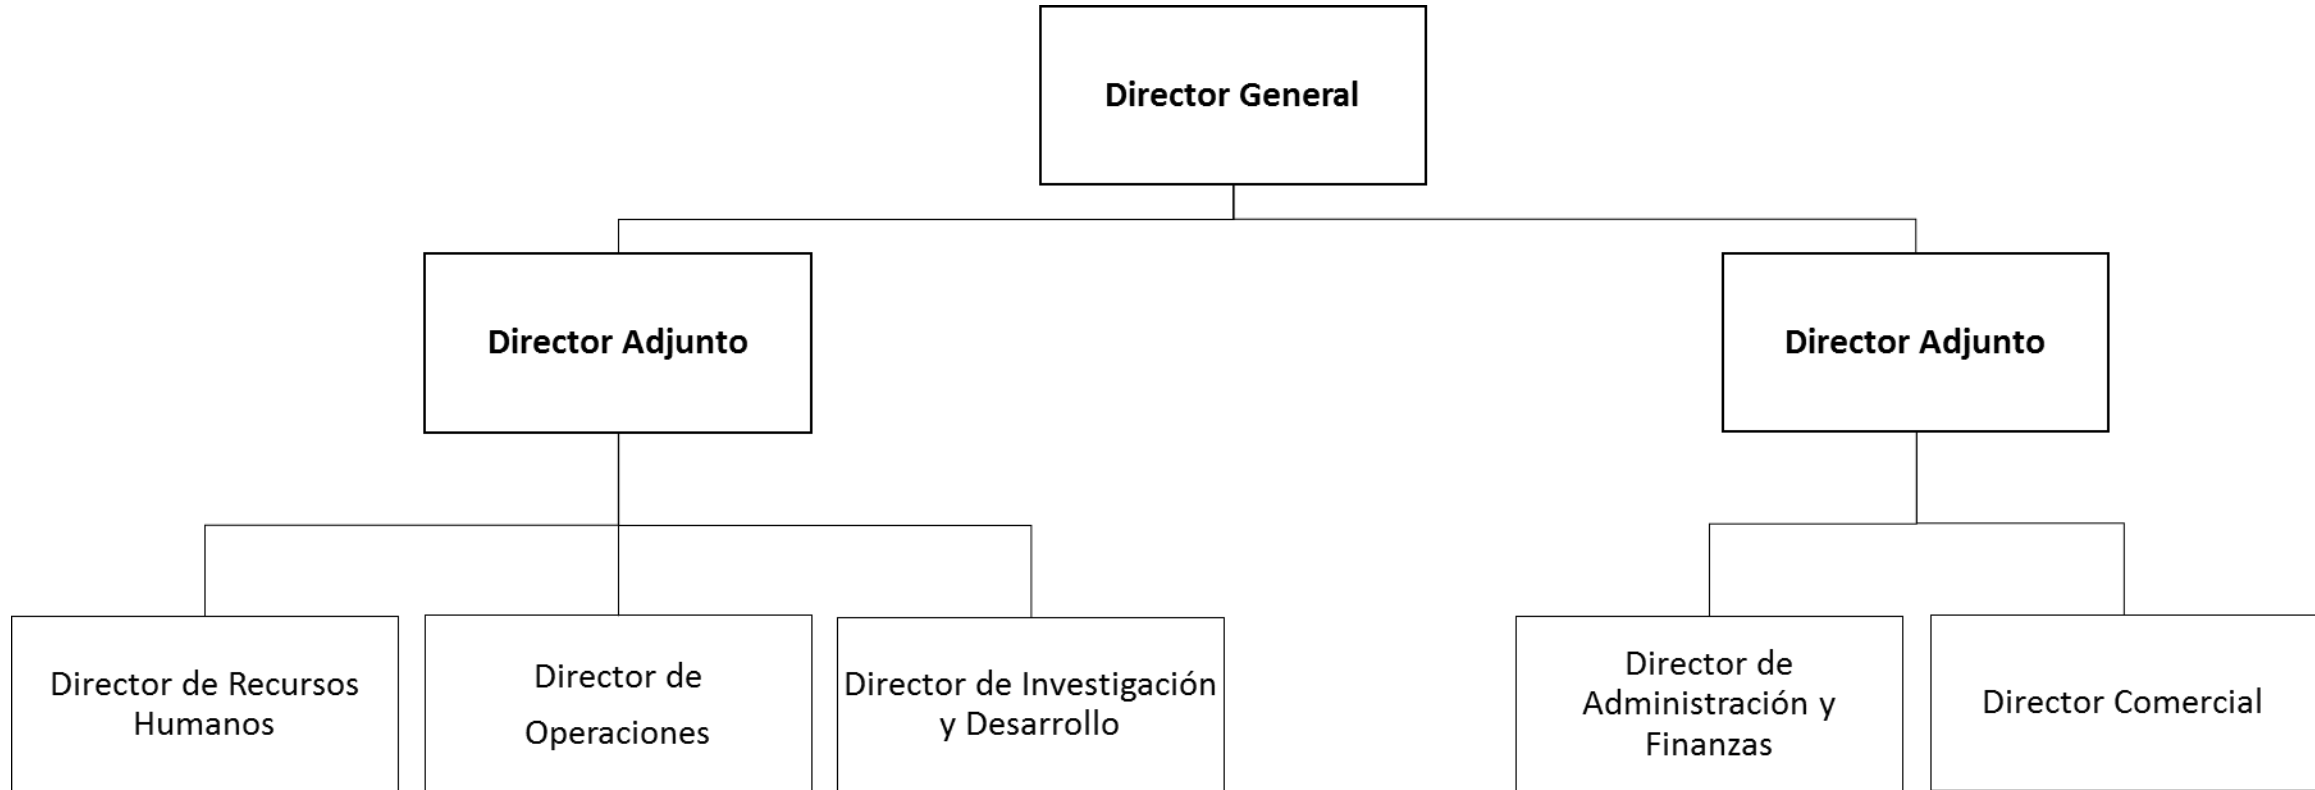 Director General
Director Adjunto
Director Adjunto
Director de Recursos
Humanos
Director de
Operaciones
Director de Investigación
y Desarrollo
Director de
Administración y
Finanzas
Director Comercial